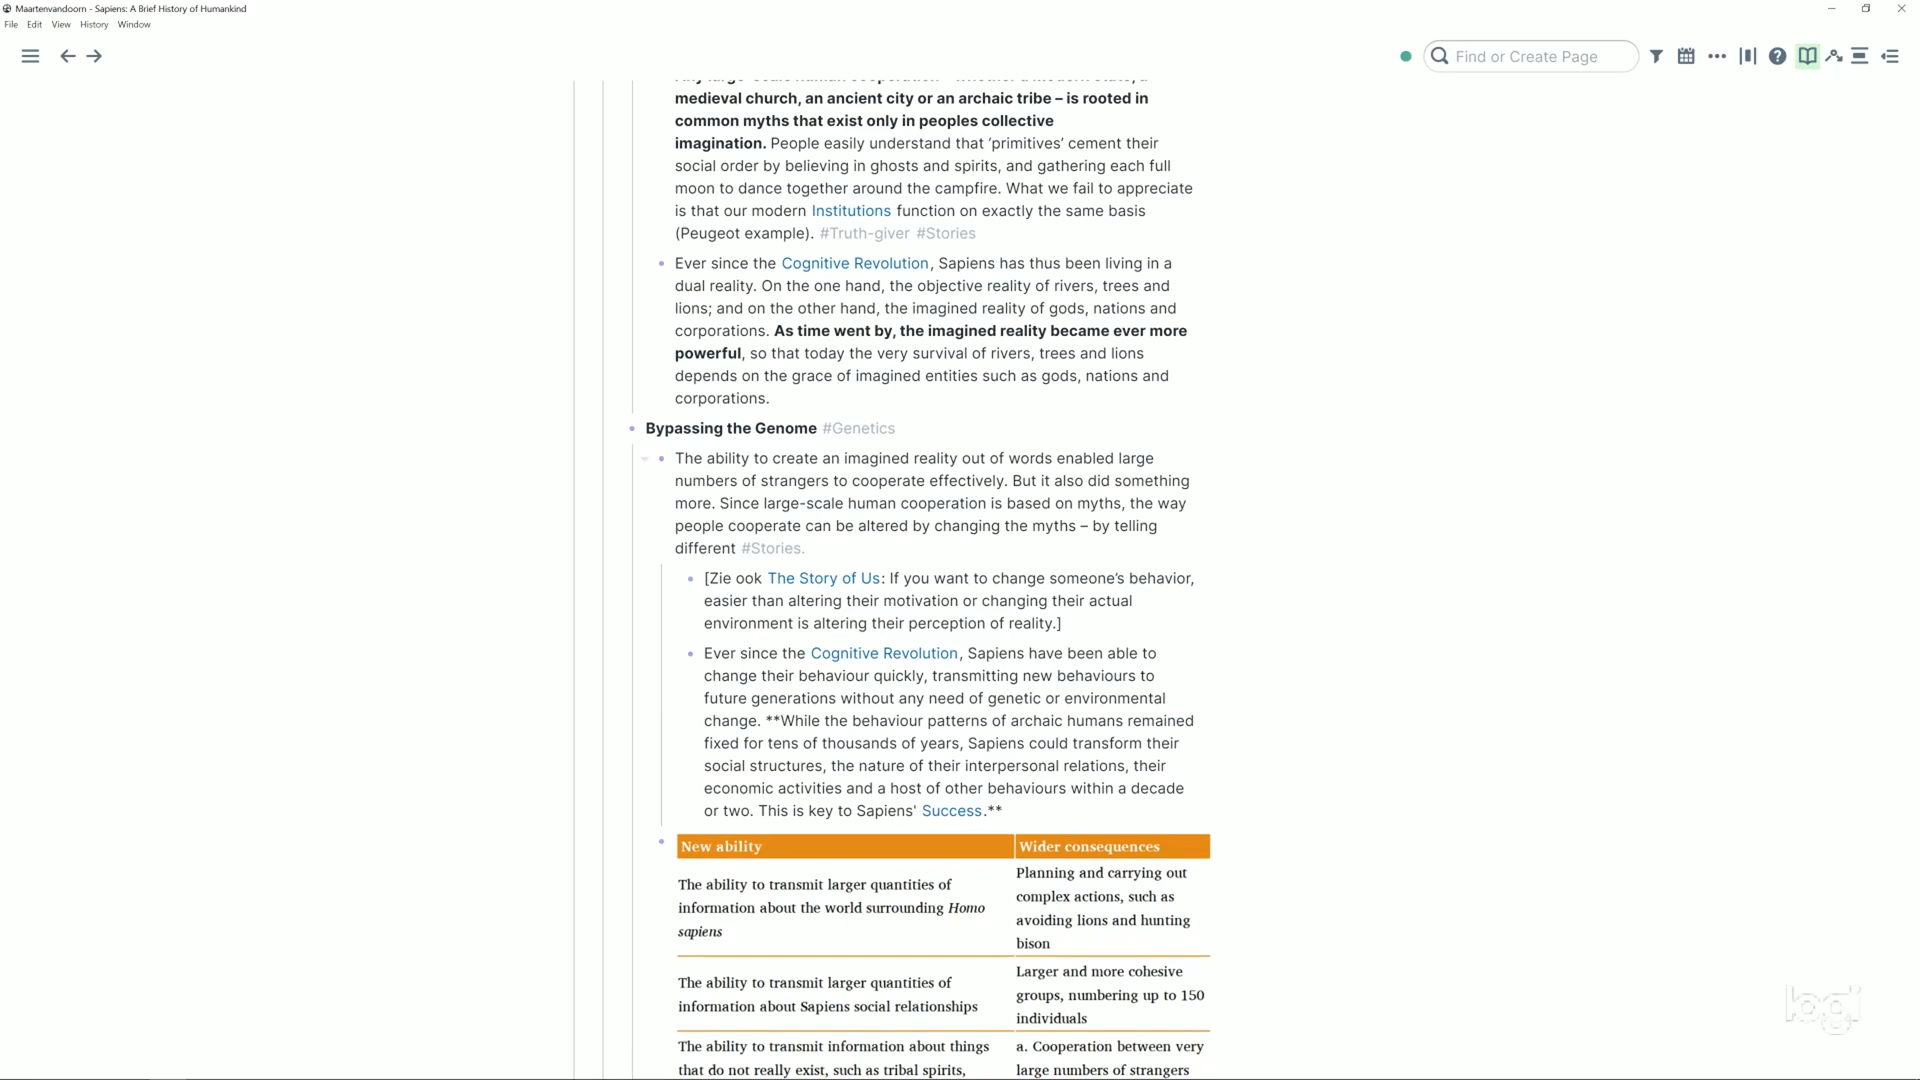 Maartenvandoorn - Sapiens: A Brief History of Humankind
File Edit View History Window
Find or Create Page
medieval church, an ancient city or an archaic tribe – is rooted in
common myths that exist only in peoples collective
imagination. People easily understand that ‘primitives’ cement their
social order by believing in ghosts and spirits, and gathering each full
moon to dance together around the campfire. What we fail to appreciate
is that our modern Institutions function on exactly the same basis
(Peugeot example). #Truth-giver #Stories
Ever since the Cognitive Revolution, Sapiens has thus been living in a
dual reality. On the one hand, the objective reality of rivers, trees and
lions; and on the other hand, the imagined reality of gods, nations and
corporations. As time went by, the imagined reality became ever more
powerful, so that today the very survival of rivers, trees and lions
depends on the grace of imagined entities such as gods, nations and
corporations.
Bypassing the Genome #Genetics
The ability to create an imagined reality out of words enabled large
numbers of strangers to cooperate effectively. But it also did something
more. Since large-scale human cooperation is based on myths, the way
people cooperate can be altered by changing the myths – by telling
different #Stories.
[Zie ook The Story of Us: If you want to change someone’s behavior,
easier than altering their motivation or changing their actual
environment is altering their perception of reality.]
Ever since the Cognitive Revolution, Sapiens have been able to
change their behaviour quickly, transmitting new behaviours to
future generations without any need of genetic or environmental
change. **While the behaviour patterns of archaic humans remained
fixed for tens of thousands of years, Sapiens could transform their
social structures, the nature of their interpersonal relations, their
economic activities and a host of other behaviours within a decade
or two. This is key to Sapiens' Success.**
New ability
Wider consequences
The ability to transmit larger quantities of
information about the world surrounding Homo
sapiens
Planning and carrying out
complex actions, such as
avoiding lions and hunting
bison
The ability to transmit larger quantities of
information about Sapiens social relationships
Larger and more cohesive
groups, numbering up to 150
individuals
The ability to transmit information about things
that do not really exist, such as tribal spirits,
a. Cooperation between very
large numbers of strangers
logi